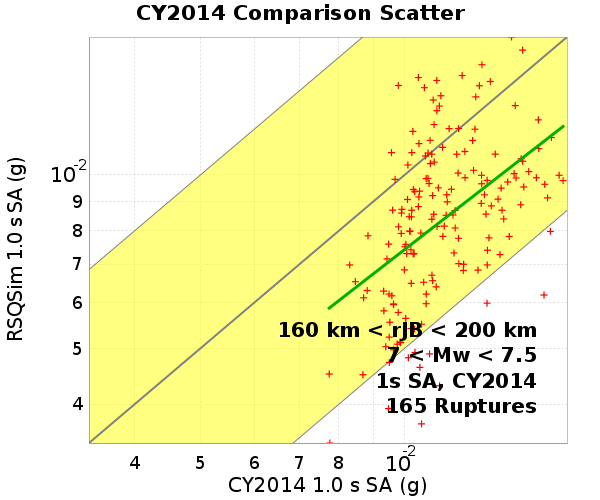 CY2014 Comparison Scatter
RSQSim 1.0 s SA (g)
10-2
9
8
7
6
5
4
160 km < rJB < 200 km
7 < Mw < 7.5
1s SA, CY2014
165 Ruptures
4 5 6 7 8 10-2
CY2014 1.0 s SA (g)